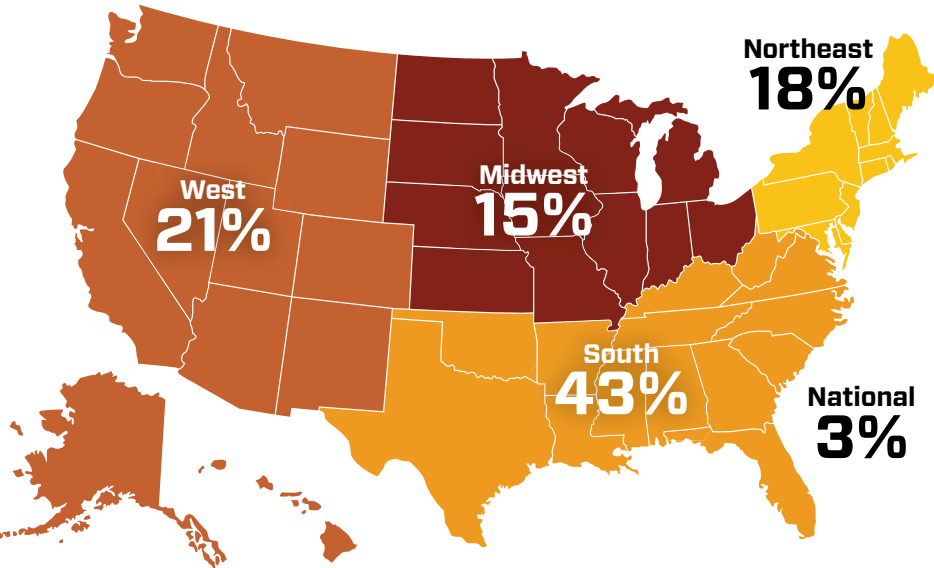 Northeast
18%
West
21%
Midwest
15%
South
43%
National
3%